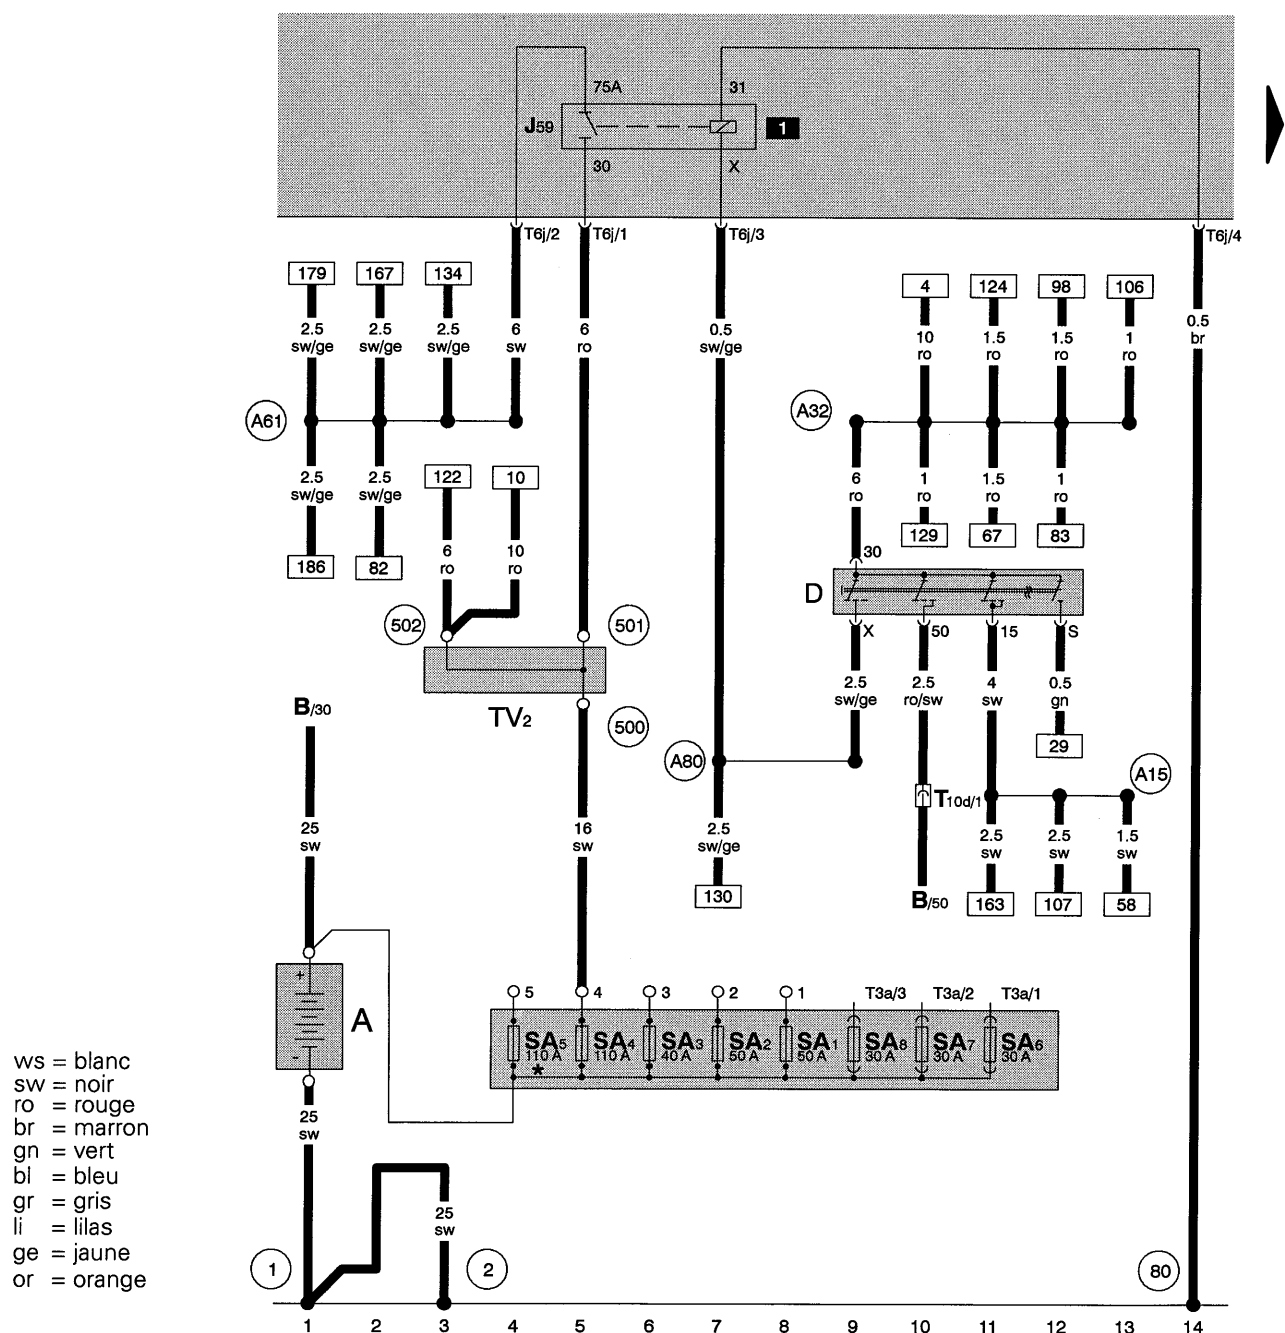 75A 31
J59 1
30 X
T6j/2 T6j/1 T6j/3 T6j/4
179 167 134 4 124 98 106
2.5 2.5 2.5 6 6 0.5 10 1.5 1.5 1 0.5
sw/ge sw/ge sw/ge sw ro sw/ge ro ro ro ro br
A61 A32
2.5 2.5 122 10 6 1 1.5 1
sw/ge sw/ge ro ro ro ro
186 82 129 67 83
6 10
ro ro
30
D
502 501
X 50 15 S
2.5 2.5 4 0.5
sw/ge ro/sw sw gn
B/30
TV2
500
29
A80 A15
T10d/1
25 16 2.5 2.5 2.5 1.5
sw sw sw/ge sw sw sw
130 B/50 163 107 58
+
A
-
5 4 3 2 1 T3a/3 T3a/2 T3a/1
SA5 SA4 SA3 SA2 SA1 SA8 SA7 SA6
110 A 110 A 40 A 50 A 50 A 30 A 30 A 30 A
*
25
sw
ws = blanc
sw = noir
ro = rouge
br = marron
gn = vert
bl = bleu
gr = gris
li = lilas
ge = jaune
or = orange
25
sw
1 2 80
1 2 3 4 5 6 7 8 9 10 11 12 13 14